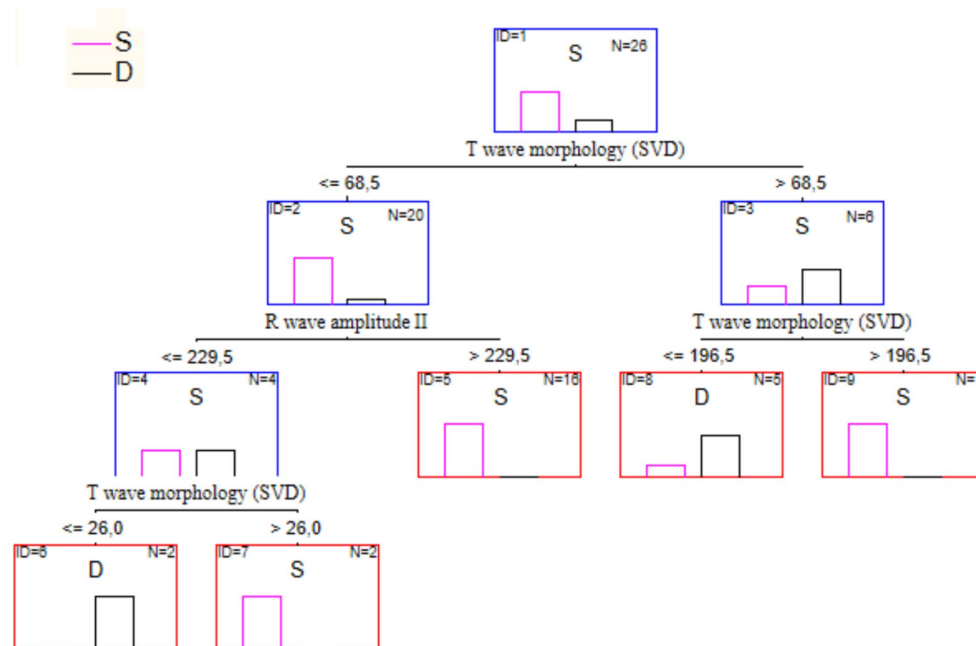 S
D
ID=1 N=26
S
T wave morphology (SVD)
<= 68,5 > 68,5
ID=2 N=20
S
ID=3 N=6
S
R wave amplitude II
T wave morphology (SVD)
<= 229,5 > 229,5
<= 196,5 > 196,5
ID=4 N=4
S
ID=5 N=16
S
ID=8 N=5
D
ID=9 N=
S
T wave morphology (SVD)
<= 26,0 > 26,0
ID=6 N=2
D
ID=7 N=2
S